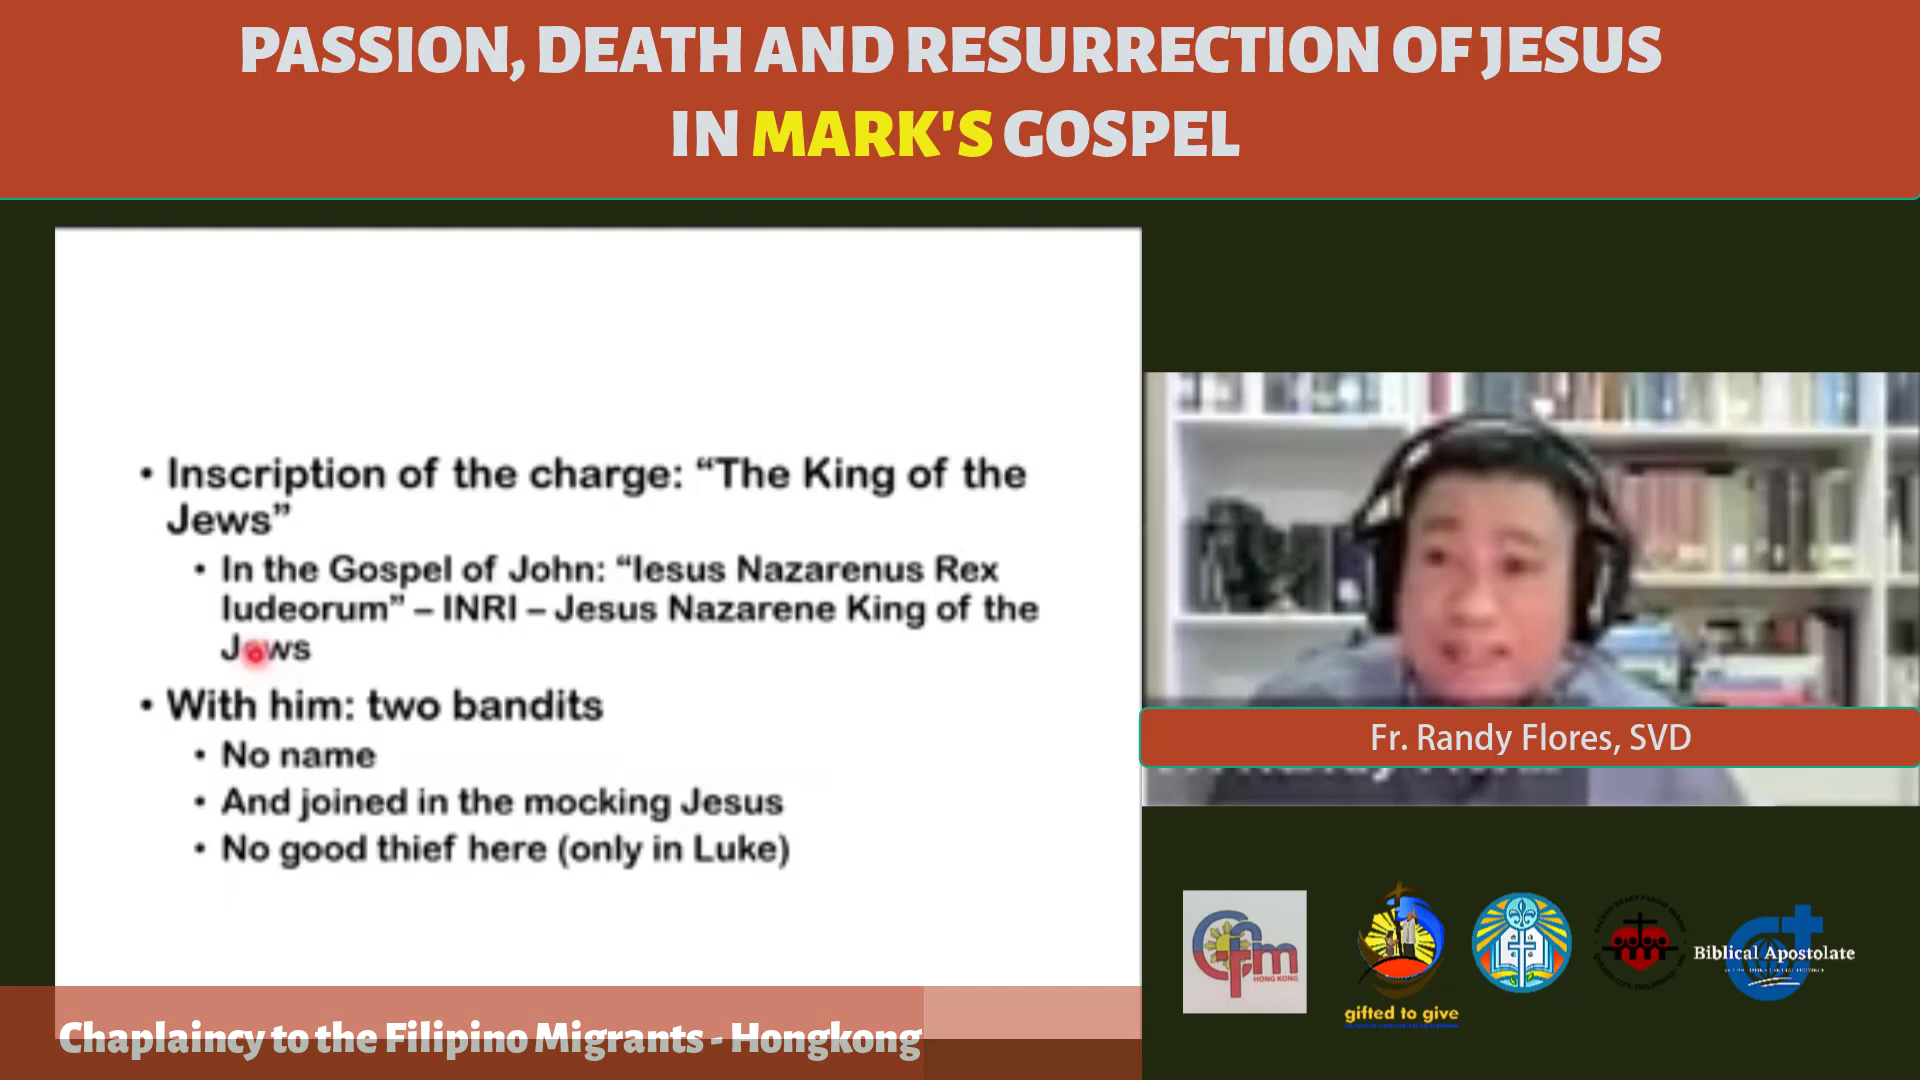 PASSION, DEATH AND RESURRECTION OF JESUS
IN MARK'S GOSPEL
• Inscription of the charge: “The King of the
Jews”
• In the Gospel of John: “Iesus Nazarenus Rex
Iudeorum” – INRI – Jesus Nazarene King of the
Jews
• With him: two bandits
• No name
• And joined in the mocking Jesus
• No good thief here (only in Luke)
Fr. Randy Flores, SVD
Cfm
HONG KONG
gifted to give
Biblical Apostolate
Chaplaincy to the Filipino Migrants - Hongkong